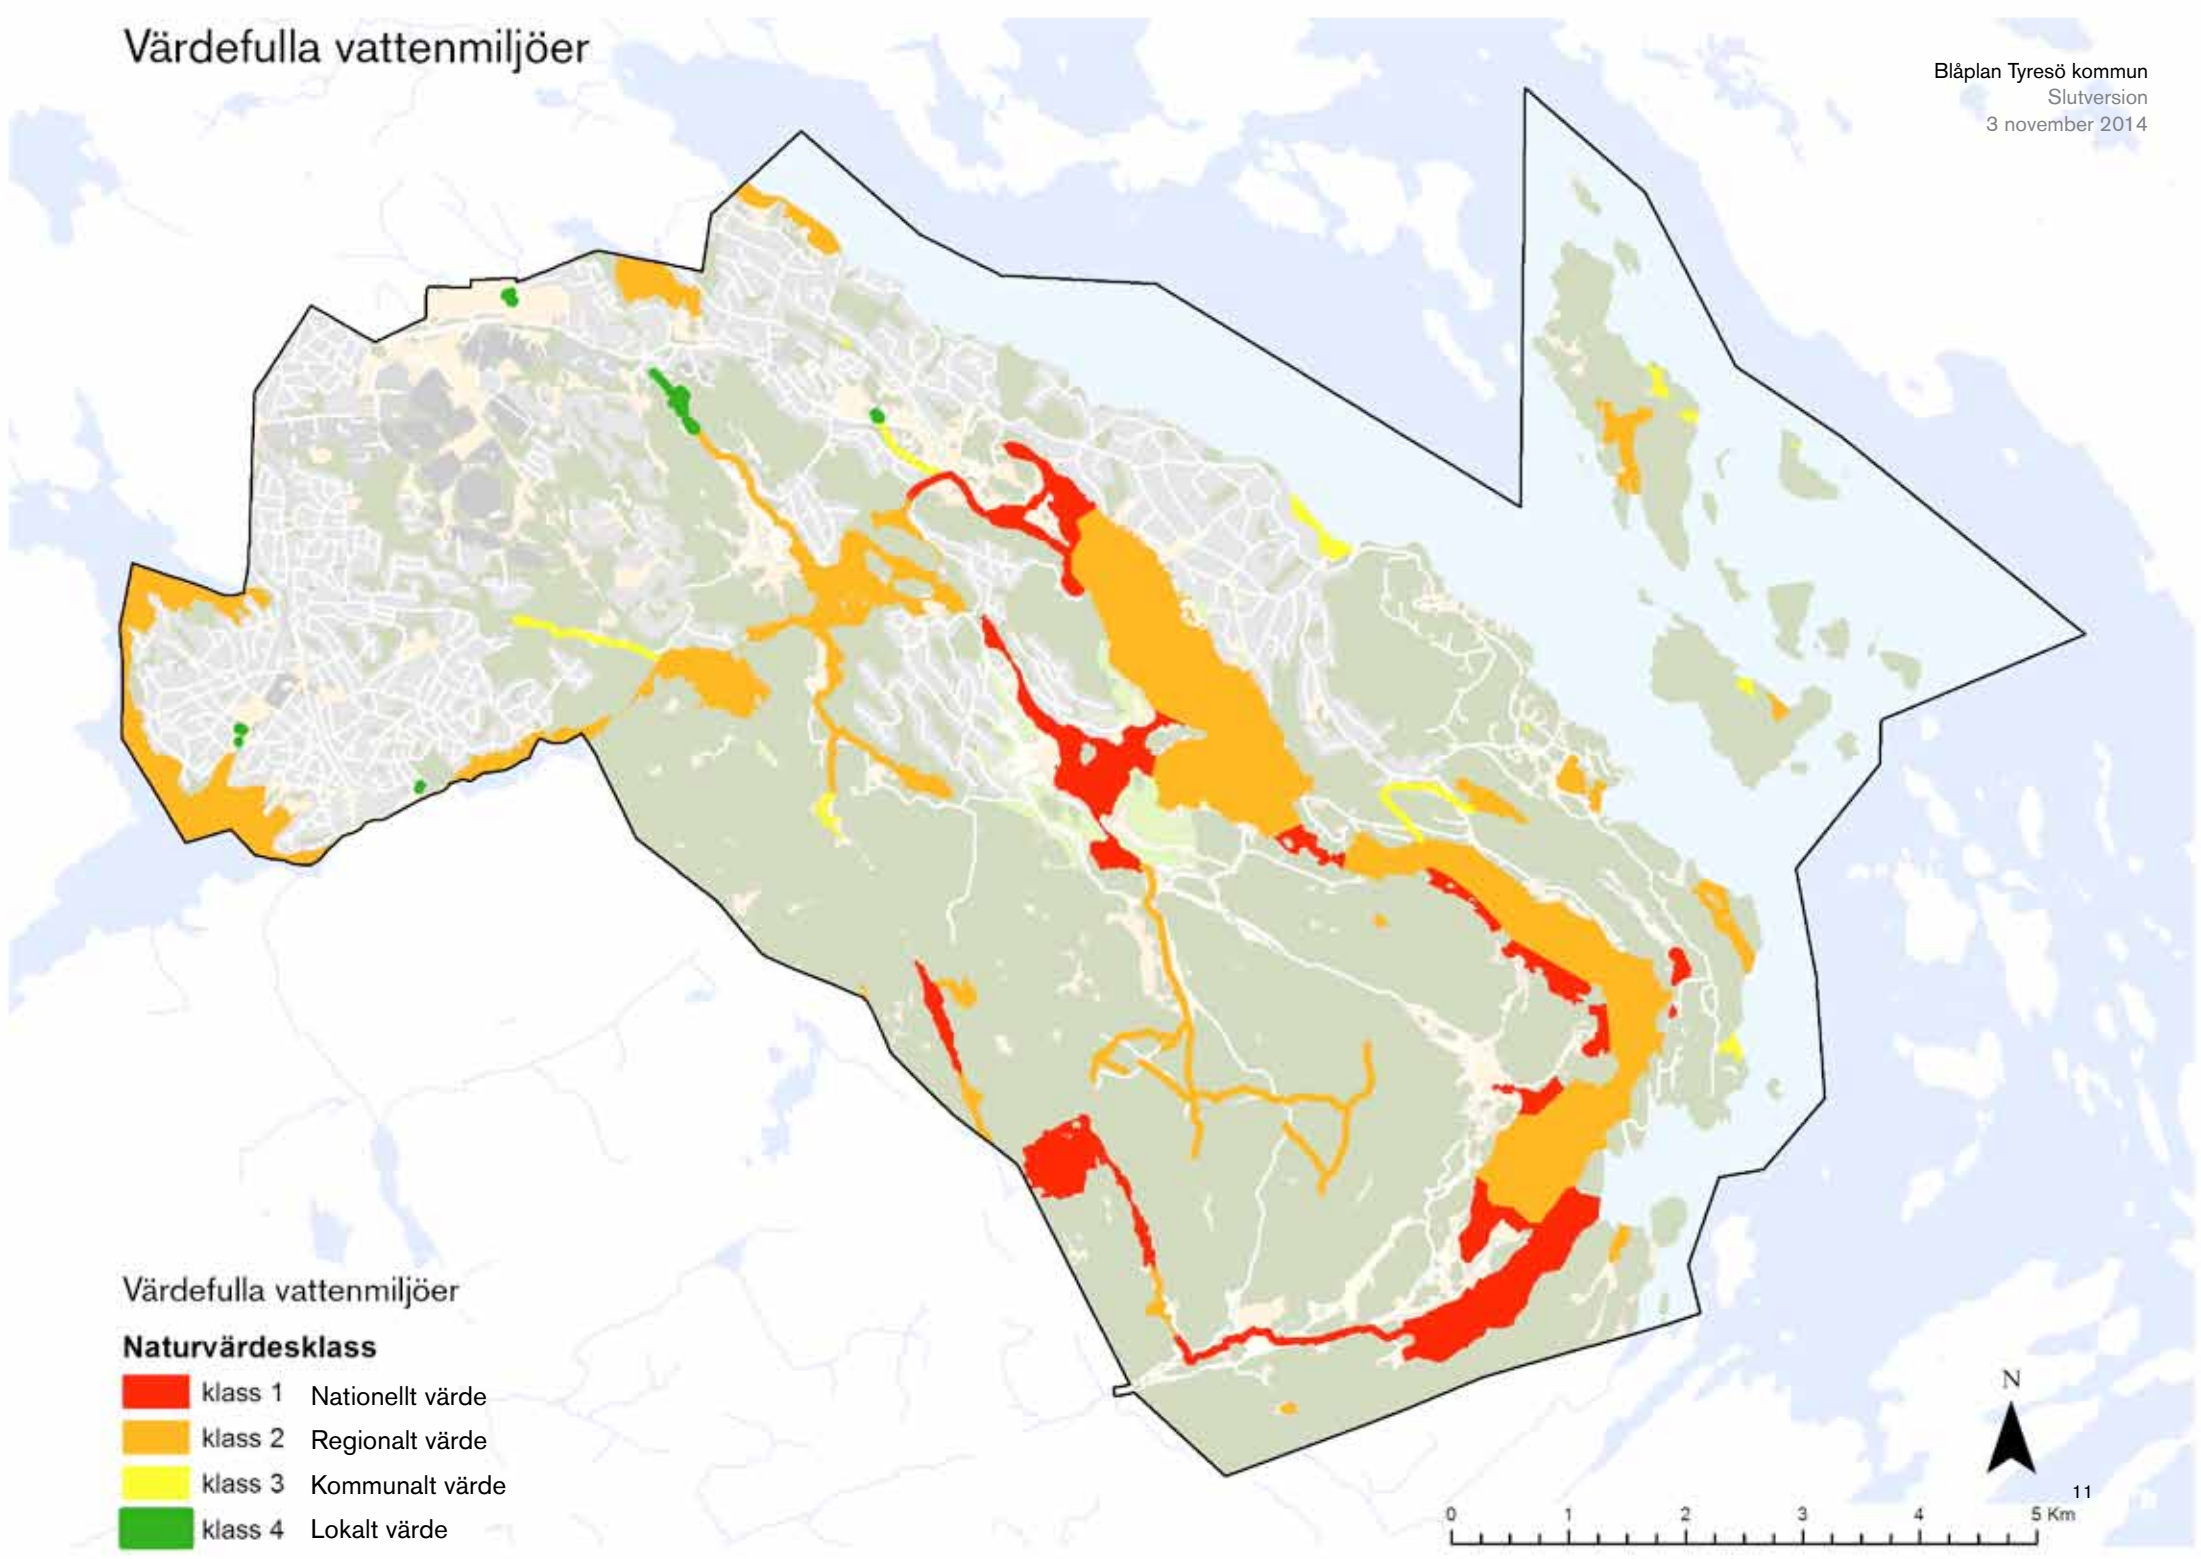 Värdefulla vattenmiljöer
Blåplan Tyresö kommun
Slutversion
3 november 2014
Värdefulla vattenmiljöer
Naturvärdesklass
klass 1 Nationellt värde
klass 2 Regionalt värde
klass 3 Kommunalt värde
klass 4 Lokalt värde
N
11
0 1 2 3 4 5 Km